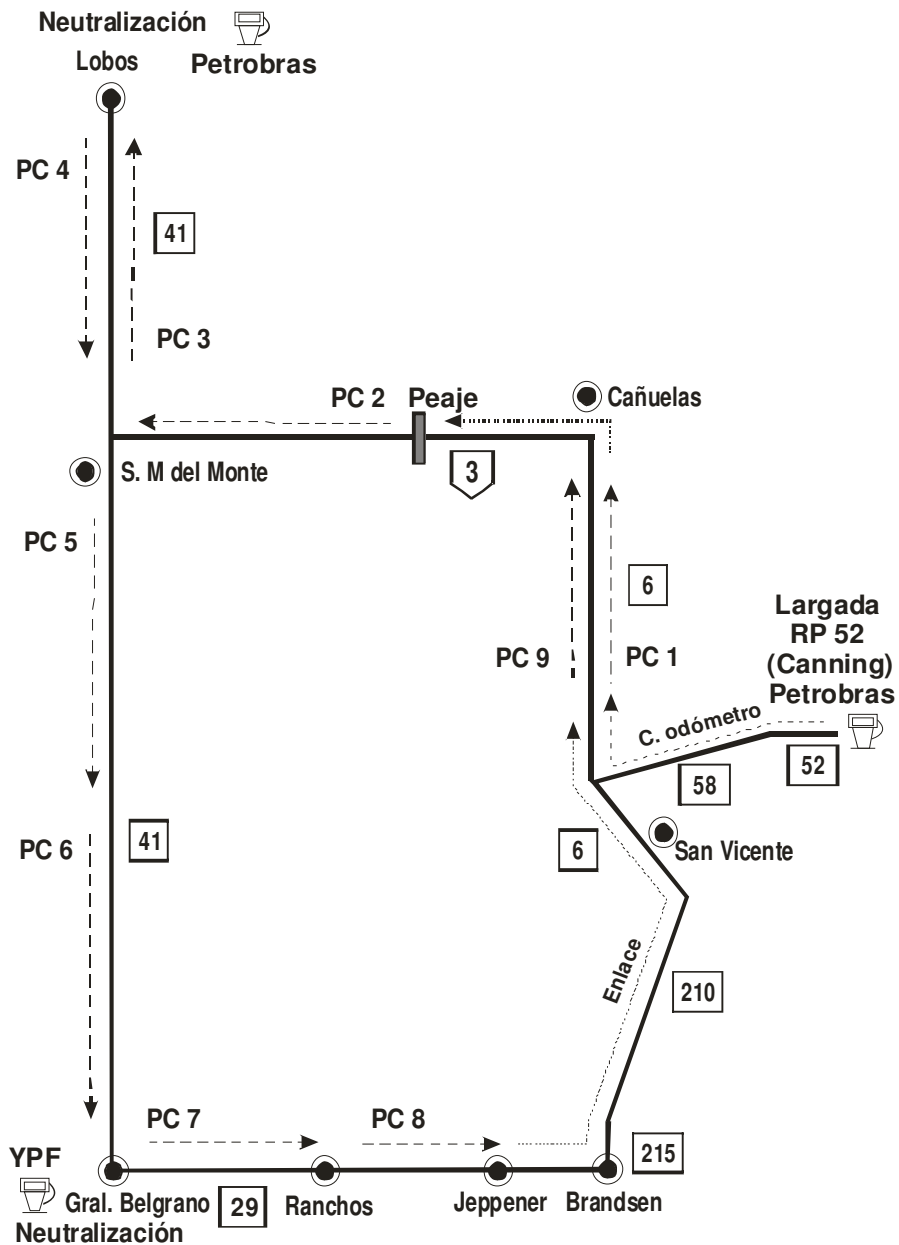 Neutralización
Lobos
Petrobras
PC 4
41
PC 3
PC 2
Peaje
Cañuelas
S. M del Monte
3
PC 5
6
Largada
RP 52
(Canning)
Petrobras
PC 9
PC 1
C. odómetro
52
58
PC 6
41
6
San Vicente
Enlace
210
PC 7
PC 8
YPF
215
Gral. Belgrano
29
Ranchos
Jeppener
Brandsen
Neutralización